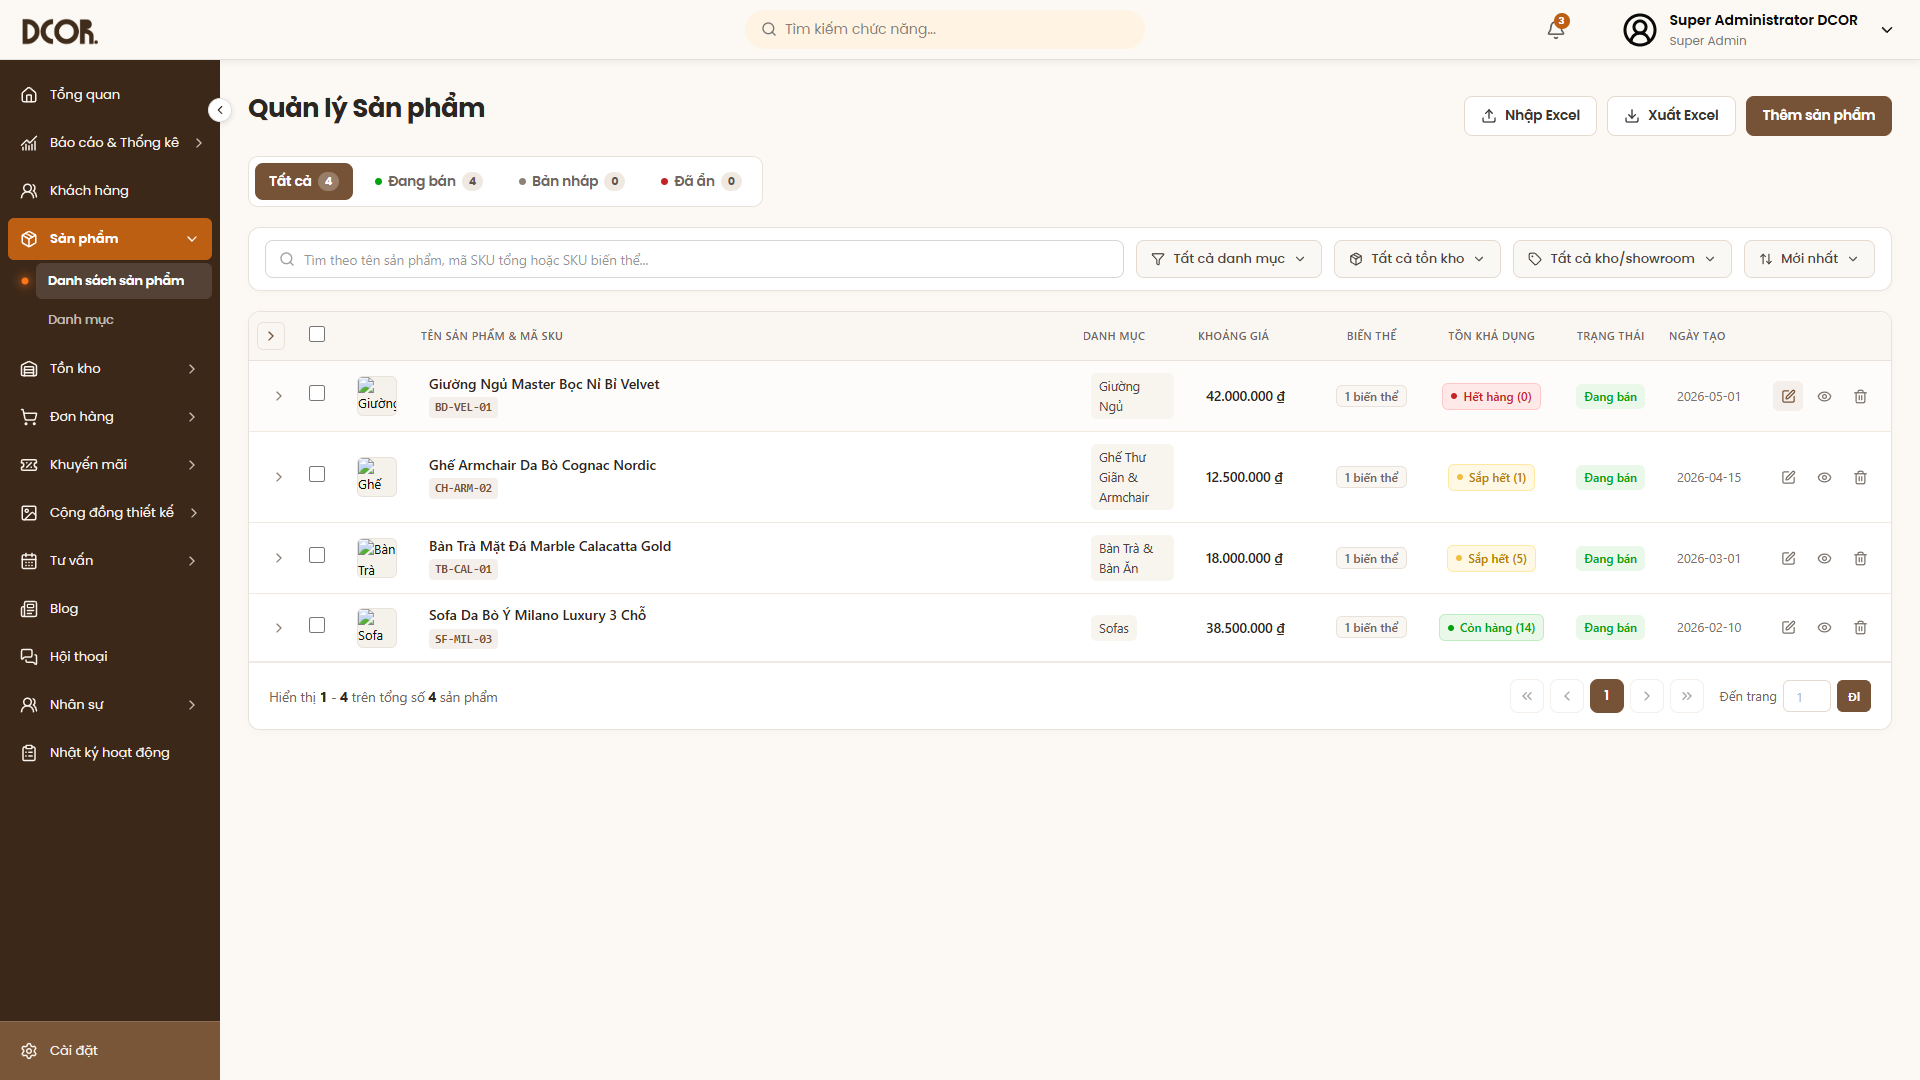 DCOR.
Tìm kiếm chức năng...
3
Super Administrator DCOR
Super Admin
Tổng quan
Báo cáo & Thống kê
Khách hàng
Sản phẩm
Danh sách sản phẩm
Danh mục
Tồn kho
Đơn hàng
Khuyến mãi
Cộng đồng thiết kế
Tư vấn
Blog
Hội thoại
Nhân sự
Nhật ký hoạt động
Cài đặt
Quản lý Sản phẩm
Nhập Excel
Xuất Excel
Thêm sản phẩm
Tất cả 4
Đang bán 4
Bản nháp 0
Đã ẩn 0
Tìm theo tên sản phẩm, mã SKU tổng hoặc SKU biến thể...
Tất cả danh mục
Tất cả tồn kho
Tất cả kho/showroom
Mới nhất
TÊN SẢN PHẨM & MÃ SKU DANH MỤC KHOẢNG GIÁ BIẾN THỂ TỒN KHẢ DỤNG TRẠNG THÁI NGÀY TẠO
Giường
Giường Ngủ Master Bọc Nỉ Bỉ Velvet
BD-VEL-01
Giường
Ngủ
42.000.000 ₫
1 biến thể
Hết hàng (0)
Đang bán
2026-05-01
Ghế
Ghế Armchair Da Bò Cognac Nordic
CH-ARM-02
Ghế Thư
Giãn &
Armchair
12.500.000 ₫
1 biến thể
Sắp hết (1)
Đang bán
2026-04-15
Bàn
Trà
Bàn Trà Mặt Đá Marble Calacatta Gold
TB-CAL-01
Bàn Trà &
Bàn Ăn
18.000.000 ₫
1 biến thể
Sắp hết (5)
Đang bán
2026-03-01
Sofa
Sofa Da Bò Ý Milano Luxury 3 Chỗ
SF-MIL-03
Sofas
38.500.000 ₫
1 biến thể
Còn hàng (14)
Đang bán
2026-02-10
Hiển thị 1 - 4 trên tổng số 4 sản phẩm
1
Đến trang
1
ĐI